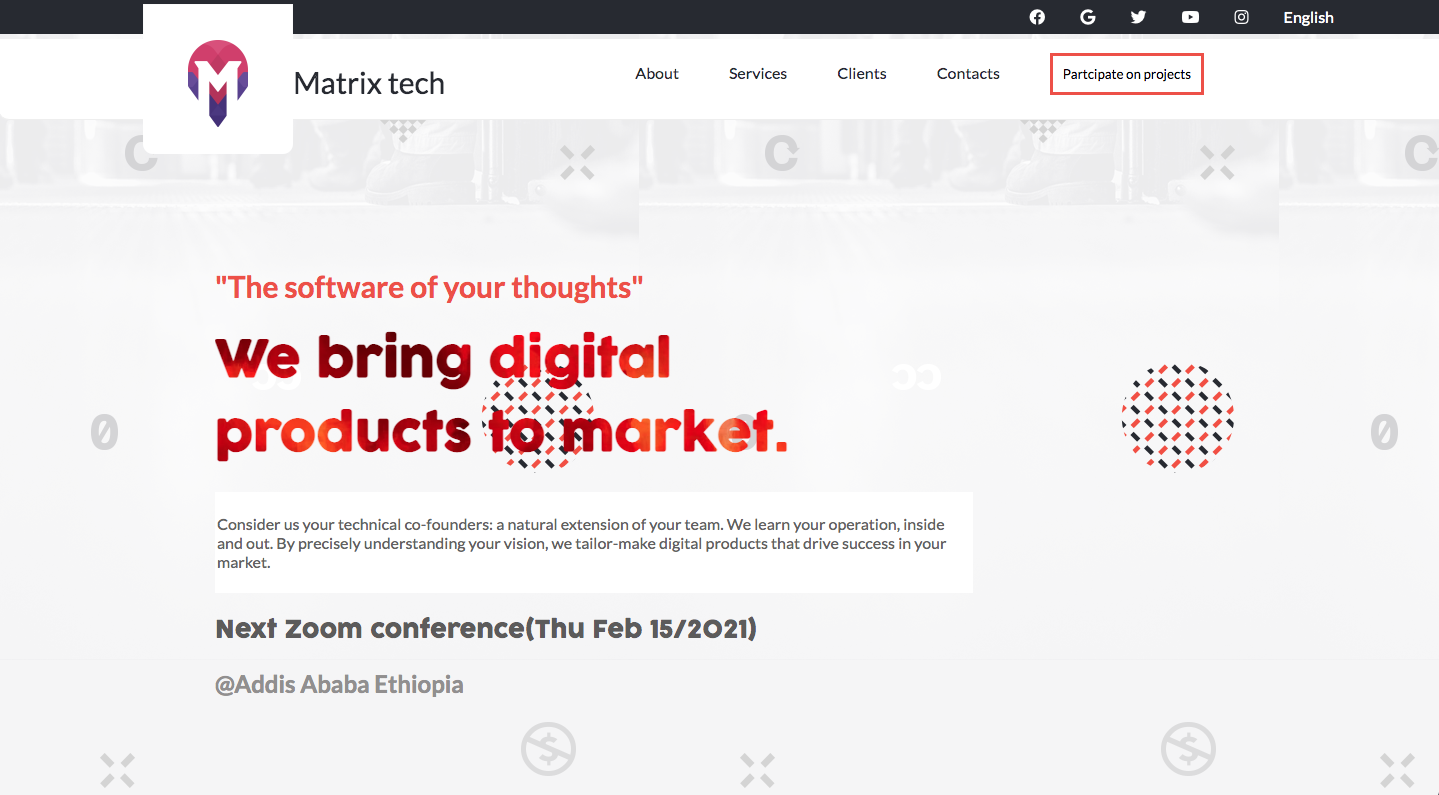 English
M
Matrix tech
About Services Clients Contacts Partcipate on projects
"The software of your thoughts"
We bring digital
products to market.
Consider us your technical co-founders: a natural extension of your team. We learn your operation, inside
and out. By precisely understanding your vision, we tailor-make digital products that drive success in your
market.
Next Zoom conference(Thu Feb 15/2021)
@Addis Ababa Ethiopia